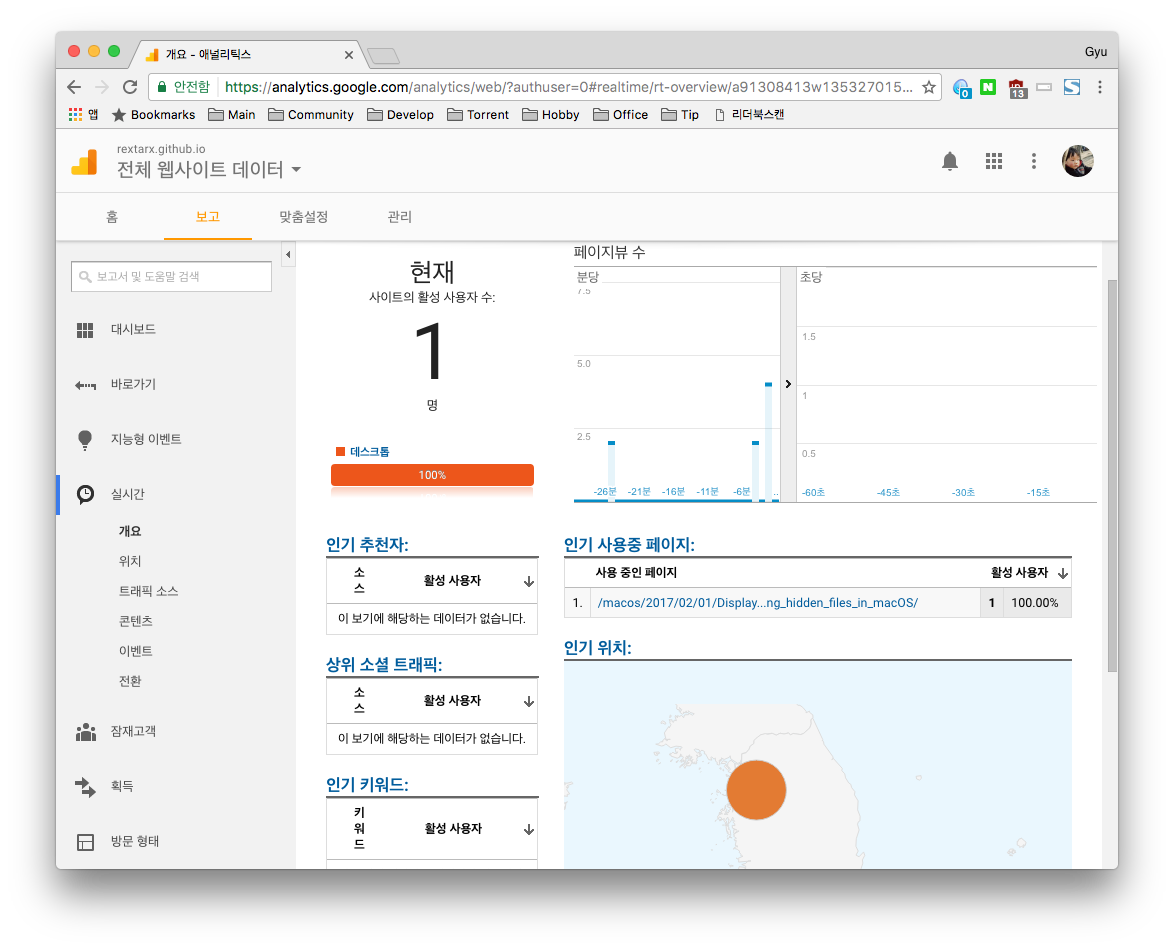 개요 - 애널리틱스
Gyu
안전함
https://analytics.google.com/analytics/web/?authuser=0#realtime/rt-overview/a91308413w135327015...
0
N
13
S
앱
Bookmarks
Main
Community
Develop
Torrent
Hobby
Office
Tip
리더북스캔
rextarx.github.io
전체 웹사이트 데이터
홈
보고
맞춤설정
관리
보고서 및 도움말 검색
대시보드
바로가기
지능형 이벤트
실시간
개요
위치
트래픽 소스
콘텐츠
이벤트
전환
잠재고객
획득
방문 형태
현재
사이트의 활성 사용자 수:
1
명
데스크톱
100%
페이지뷰 수
분당
7.5
5.0
2.5
-26분
-21분
-16분
-11분
-6분
..
초당
1.5
1
0.5
-60초
-45초
-30초
-15초
인기 추천자:
소스
활성 사용자
이 보기에 해당하는 데이터가 없습니다.
상위 소셜 트래픽:
소스
활성 사용자
이 보기에 해당하는 데이터가 없습니다.
인기 키워드:
키워드
활성 사용자
인기 사용중 페이지:
사용 중인 페이지
활성 사용자
1.
/macos/2017/02/01/Display...ng_hidden_files_in_macOS/
1
100.00%
인기 위치: